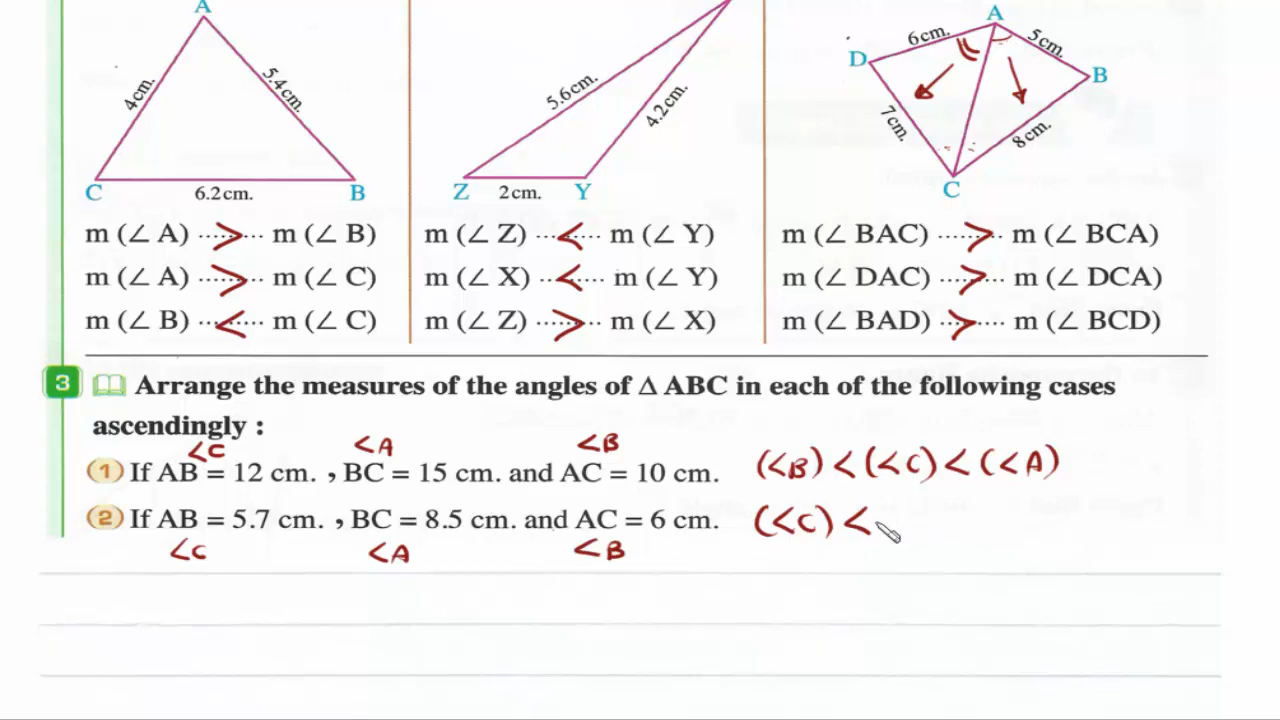 A
4cm.
5.4cm.
C
6.2cm.
B
5.6cm.
4.2cm.
Z
2cm.
Y
A
6cm.
5cm.
D
B
7cm.
8cm.
C
m (∠ A) ...>... m (∠ B)
m (∠ A) ...>... m (∠ C)
m (∠ B) ...<... m (∠ C)
m (∠ Z) ...<... m (∠ Y)
m (∠ X) ...<... m (∠ Y)
m (∠ Z) ...>... m (∠ X)
m (∠ BAC) ...>... m (∠ BCA)
m (∠ DAC) ...>... m (∠ DCA)
m (∠ BAD) ...>... m (∠ BCD)
3 Arrange the measures of the angles of Δ ABC in each of the following cases
ascendingly :
<C <A <B
1 If AB = 12 cm. , BC = 15 cm. and AC = 10 cm. (<B) < (<C) < (<A)
2 If AB = 5.7 cm. , BC = 8.5 cm. and AC = 6 cm. (<C) <
<C <A <B